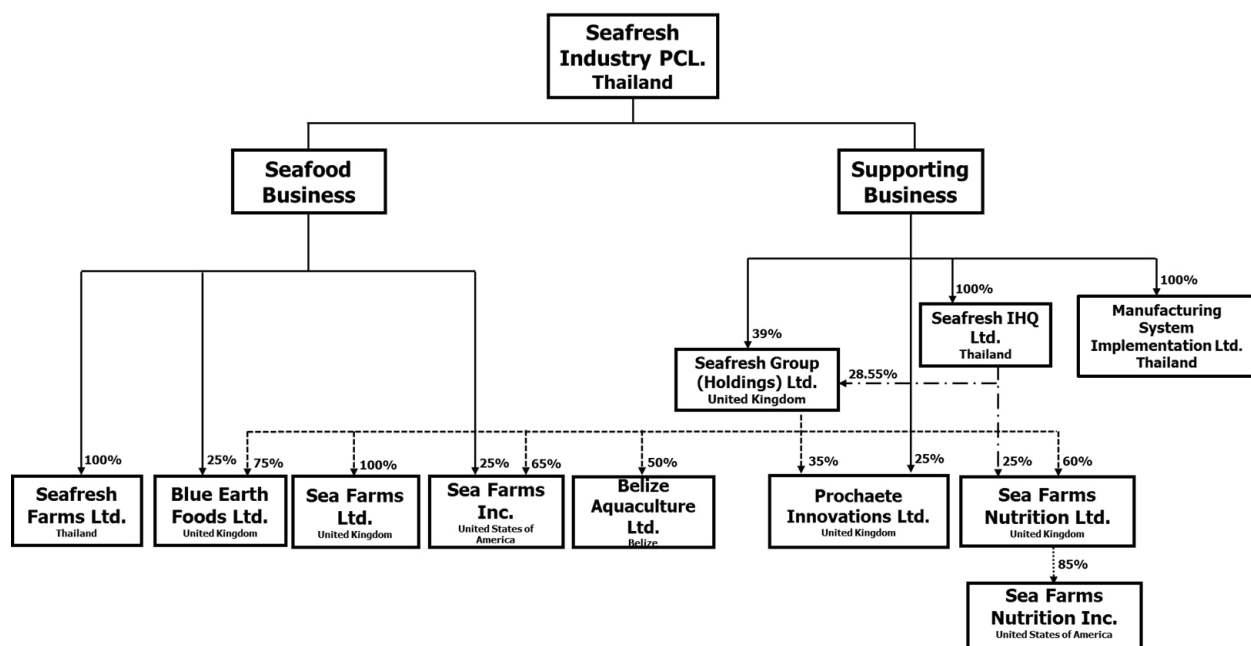 Seafresh
Industry PCL.
Thailand
Seafood
Business
Supporting
Business
100%
100%
39%
Seafresh IHQ
Ltd.
Thailand
Manufacturing
System
Implementation Ltd.
Thailand
Seafresh Group
(Holdings) Ltd.
United Kingdom
28.55%
100%
25%
75%
100%
25%
65%
50%
35%
25%
25%
60%
Seafresh
Farms Ltd.
Thailand
Blue Earth
Foods Ltd.
United Kingdom
Sea Farms
Ltd.
United Kingdom
Sea Farms
Inc.
United States of
America
Belize
Aquaculture
Ltd.
Belize
Prochaete
Innovations Ltd.
United Kingdom
Sea Farms
Nutrition Ltd.
United Kingdom
85%
Sea Farms
Nutrition Inc.
United States of America